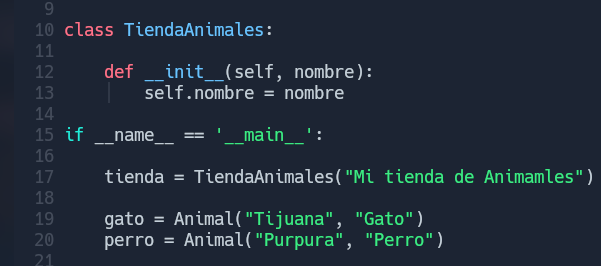 9
10 class TiendaAnimales:
11
12     def __init__(self, nombre):
13         self.nombre = nombre
14
15 if __name__ == '__main__':
16
17     tienda = TiendaAnimales("Mi tienda de Animamles")
18
19     gato = Animal("Tijuana", "Gato")
20     perro = Animal("Purpura", "Perro")
21